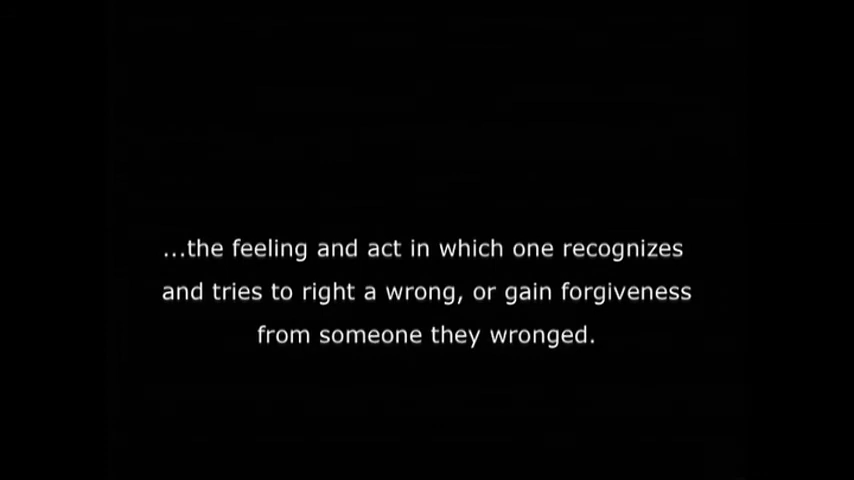 ...the feeling and act in which one recognizes
and tries to right a wrong, or gain forgiveness
from someone they wronged.